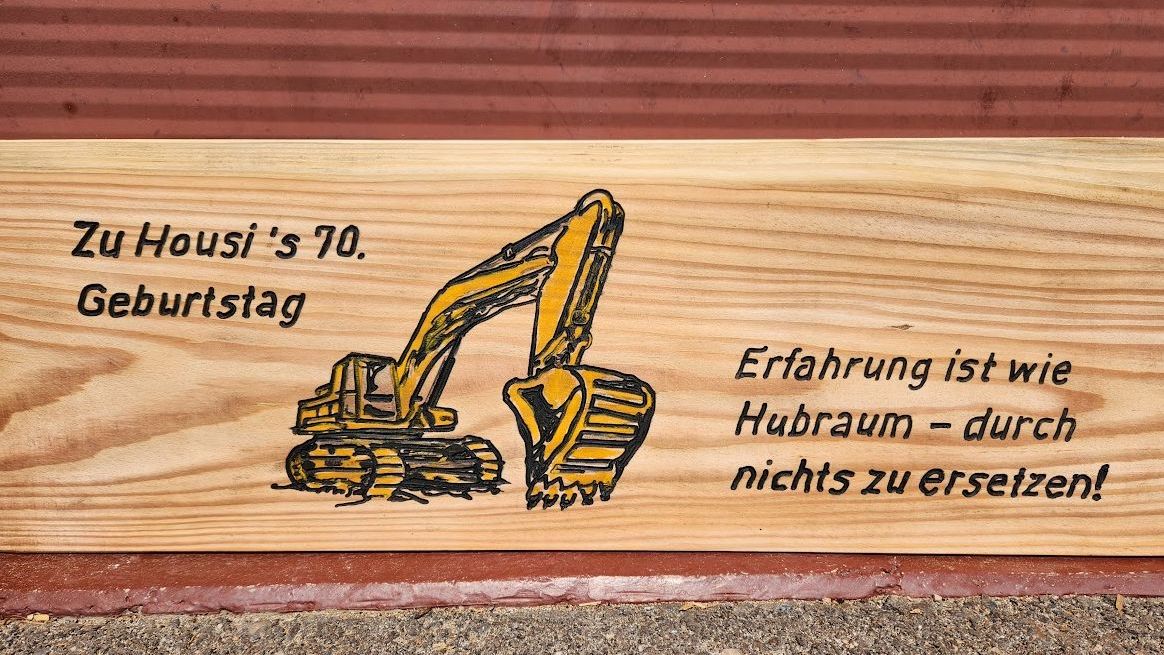 Zu Housi 's 70.
Geburtstag
Erfahrung ist wie
Hubraum – durch
nichts zu ersetzen!